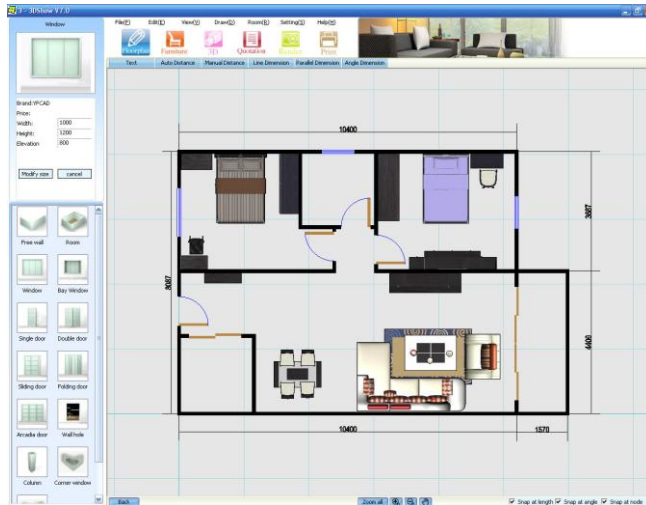 3 - 3DShow V7.0
Window
File(F) Edit(E) View(V) Draw(D) Room(R) Setting(S) Help(H)
Floorplan Furniture 3D Quotation Render Print
Text Auto Distance Manual Distance Line Dimension Parallel Dimension Angle Dimension
Brand:YFCAD
Price:
Width: 1000
Height: 1200
Elevation 800
Modify size cancel
Free wall Room
Window Bay Window
Single door Double door
Sliding door Folding door
Arcadia door Wall hole
Column Corner window
10400
3687
8087
4400
10400
1570
Back Zoom all Snap at length Snap at angle Snap at node